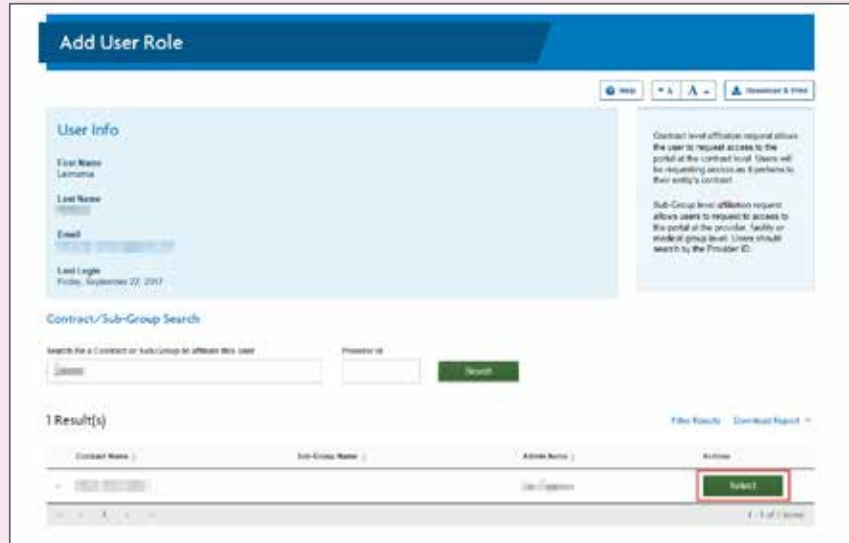 Add User Role
Help
A
A
Download & Print
User Info
First Name
Last Name
Email
Last Login
Friday, September 22, 2017
Contract level affiliation request allows
the user to request access to the
portal at the contract level. Users will
be requesting access as it pertains to
their entity's contract
Sub-Group level affiliation request
allows users to request to access to
the portal at the provider, facility or
medical group level. Users should
search by the Provider ID.
Contract/Sub-Group Search
Search for a Contract or Sub-Group to affiliate this user
Provider Id
Search
1 Result(s)
Filter Results Download Report
Contract Name
Sub-Group Name
Admin Name
Actions
Select
1
1 - 1 of 1 items